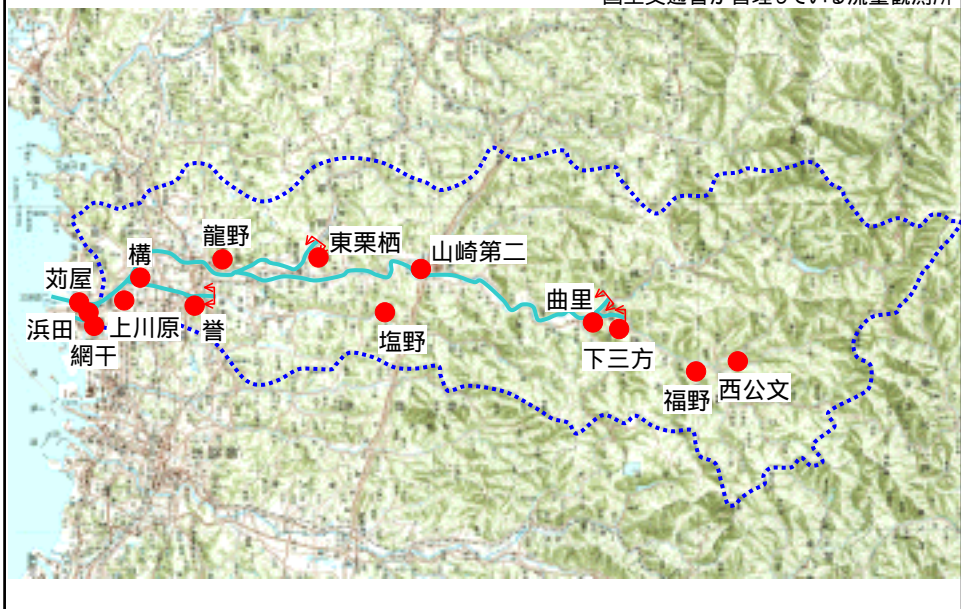 国土交通省が管理している流量観測所
龍野
東栗栖
構
山崎第二
苅屋
曲里
浜田
上川原
誉
網干
塩野
下三方
福野
西公文